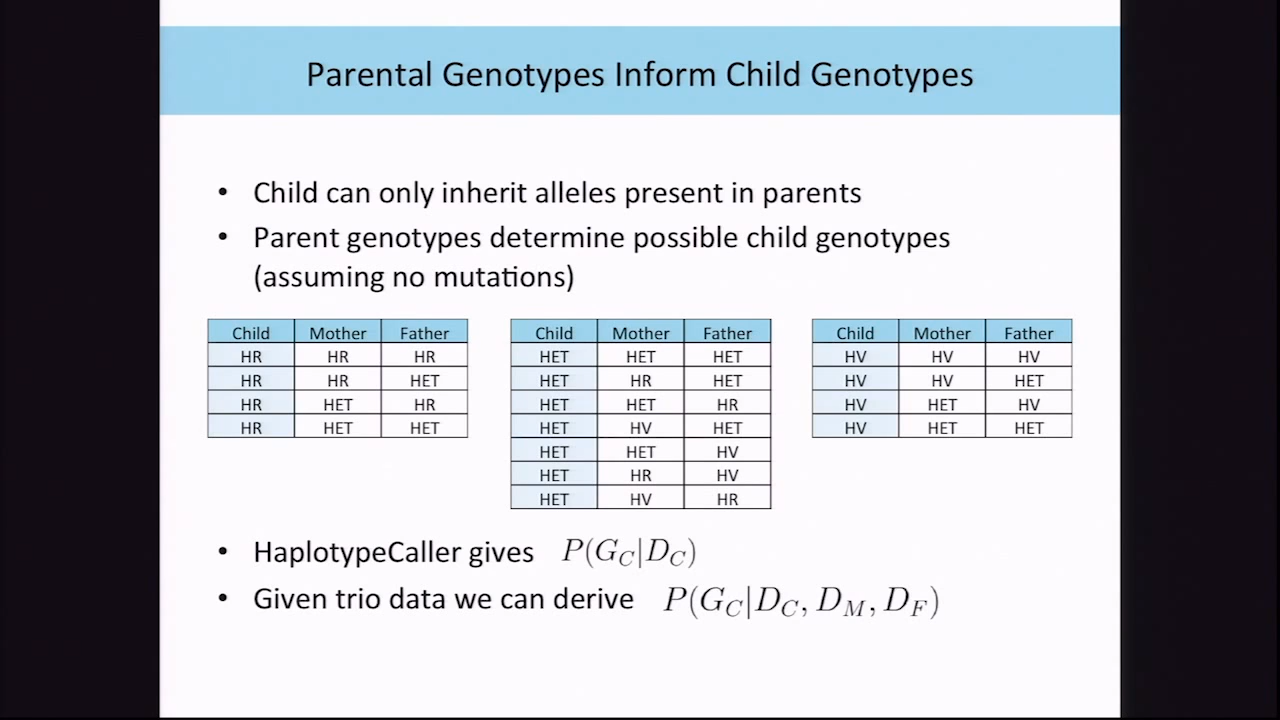 Parental Genotypes Inform Child Genotypes
• Child can only inherit alleles present in parents
• Parent genotypes determine possible child genotypes
(assuming no mutations)
Child Mother Father
HR HR HR
HR HR HET
HR HET HR
HR HET HET
Child Mother Father
HET HET HET
HET HR HET
HET HET HR
HET HV HET
HET HET HV
HET HR HV
HET HV HR
Child Mother Father
HV HV HV
HV HV HET
HV HET HV
HV HET HET
• HaplotypeCaller gives P(G_C|D_C)
• Given trio data we can derive P(G_C|D_C, D_M, D_F)